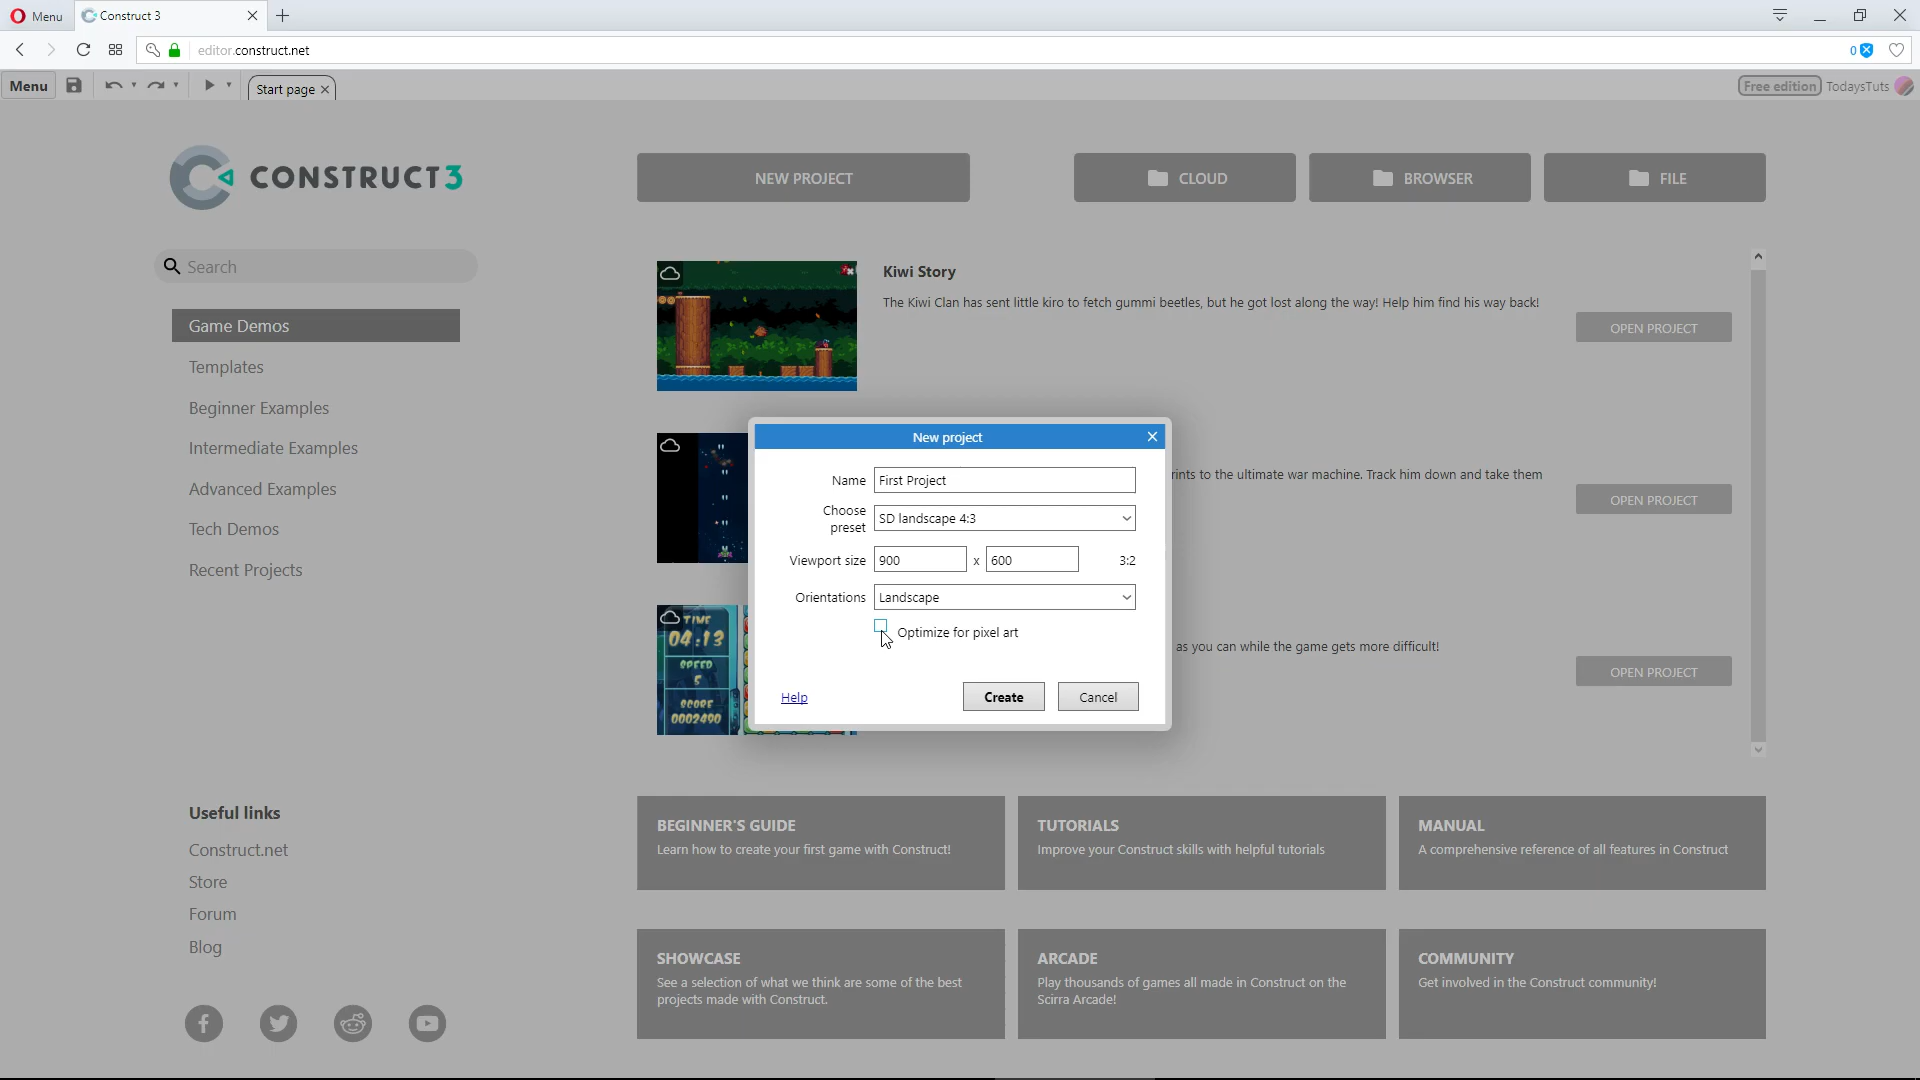 Menu
Construct 3
editor.construct.net
0
Menu
Start page
Free edition
TodaysTuts
CONSTRUCT 3
NEW PROJECT
CLOUD
BROWSER
FILE
Search
Game Demos
Templates
Beginner Examples
Intermediate Examples
Advanced Examples
Tech Demos
Recent Projects
Kiwi Story
The Kiwi Clan has sent little kiro to fetch gummi beetles, but he got lost along the way! Help him find his way back!
OPEN PROJECT
rints to the ultimate war machine. Track him down and take them
OPEN PROJECT
TIME
04:13
SPEED
5
SCORE
0002490
as you can while the game gets more difficult!
OPEN PROJECT
New project
Name First Project
Choose preset SD landscape 4:3
Viewport size 900 x 600 3:2
Orientations Landscape
Optimize for pixel art
Help
Create
Cancel
Useful links
Construct.net
Store
Forum
Blog
BEGINNER'S GUIDE
Learn how to create your first game with Construct!
TUTORIALS
Improve your Construct skills with helpful tutorials
MANUAL
A comprehensive reference of all features in Construct
SHOWCASE
See a selection of what we think are some of the best
projects made with Construct.
ARCADE
Play thousands of games all made in Construct on the
Scirra Arcade!
COMMUNITY
Get involved in the Construct community!